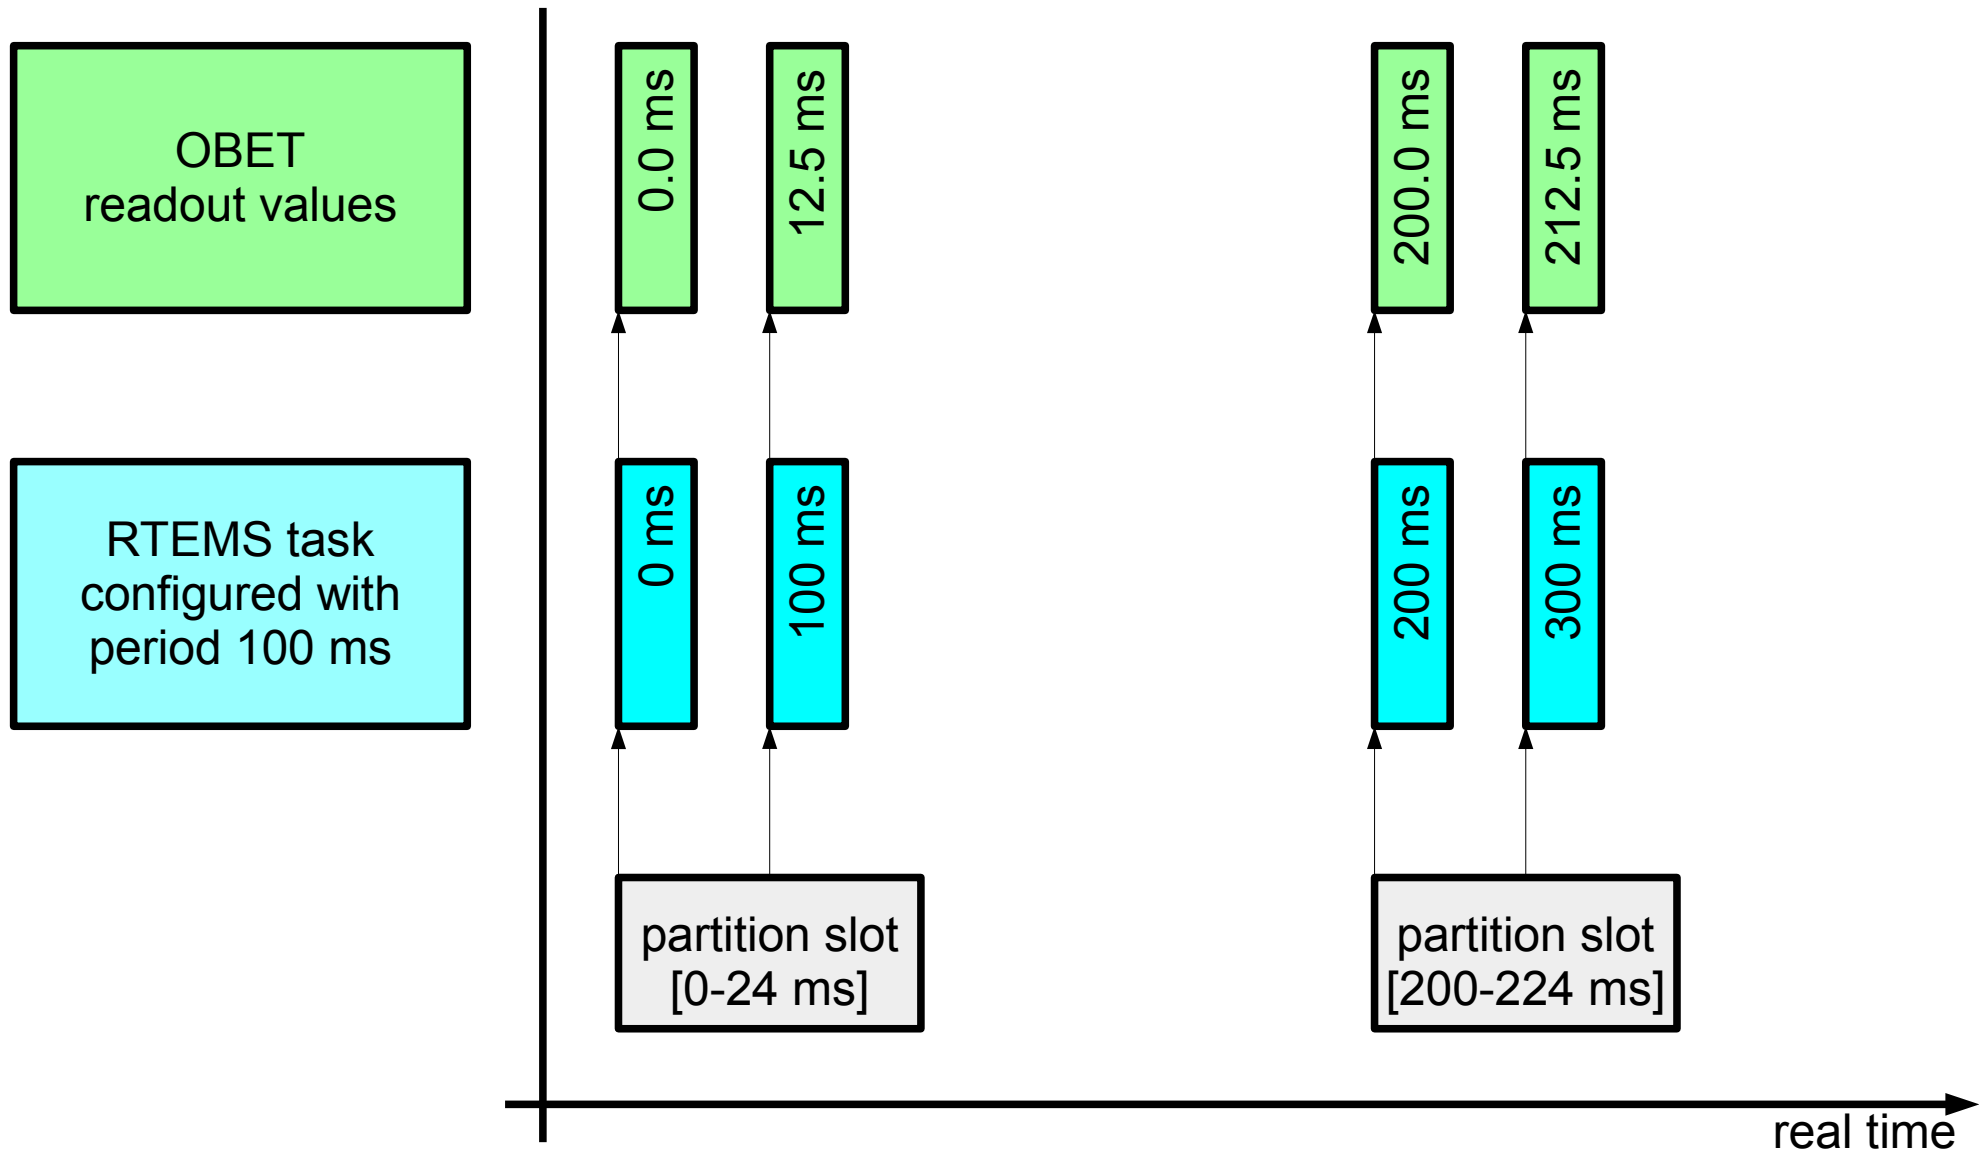 OBET
readout values
0.0 ms
12.5 ms
200.0 ms
212.5 ms
RTEMS task
configured with
period 100 ms
0 ms
100 ms
200 ms
300 ms
partition slot
[0-24 ms]
partition slot
[200-224 ms]
real time